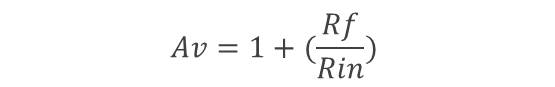 Av = 1 + (Rf/Rin)